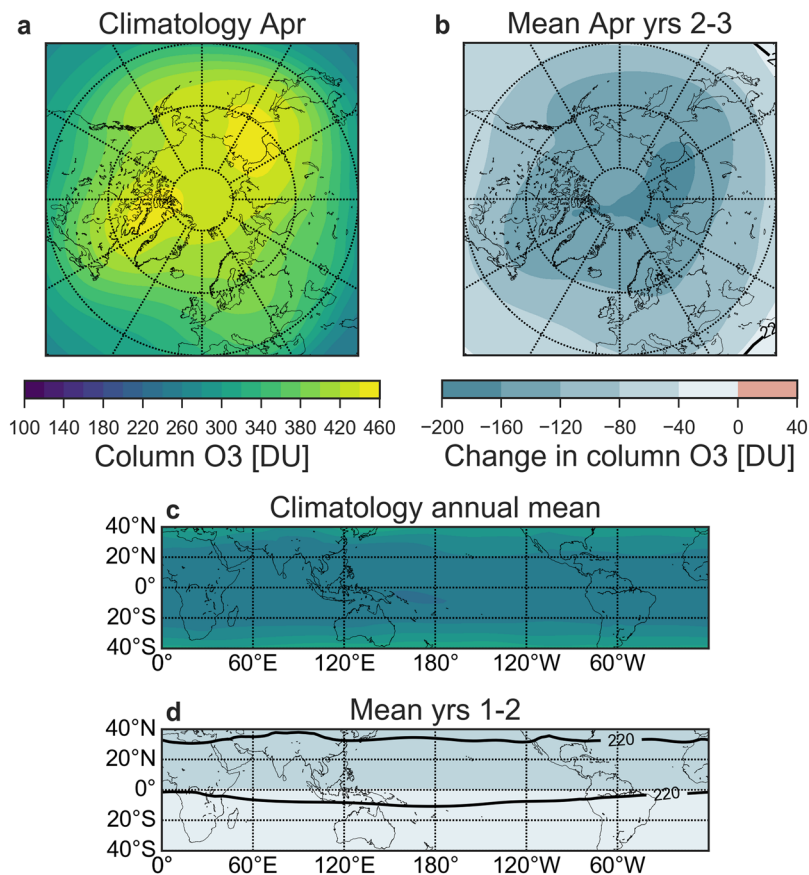 a Climatology Apr
b Mean Apr yrs 2-3
2
22
100 140 180 220 260 300 340 380 420 460
Column O3 [DU]
−200 −160 −120 −80 −40 0 40
Change in column O3 [DU]
c Climatology annual mean
40°N
20°N
0°
20°S
40°S
0° 60°E 120°E 180° 120°W 60°W
d Mean yrs 1-2
40°N
220
20°N
0°
220
20°S
40°S
0° 60°E 120°E 180° 120°W 60°W